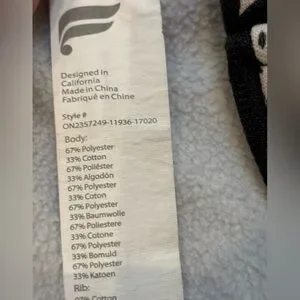 Designed in
California
Made in China
Fabriqué en Chine
Style #
ON2357249-11936-17020
Body:
67% Polyester
33% Cotton
67% Poliéster
33% Algodón
67% Polyester
33% Coton
67% Polyester
33% Baumwolle
67% Poliestere
33% Cotone
67% Polyester
33% Bomuld
67% Polyester
33% Katoen
Rib:
97% Cotton